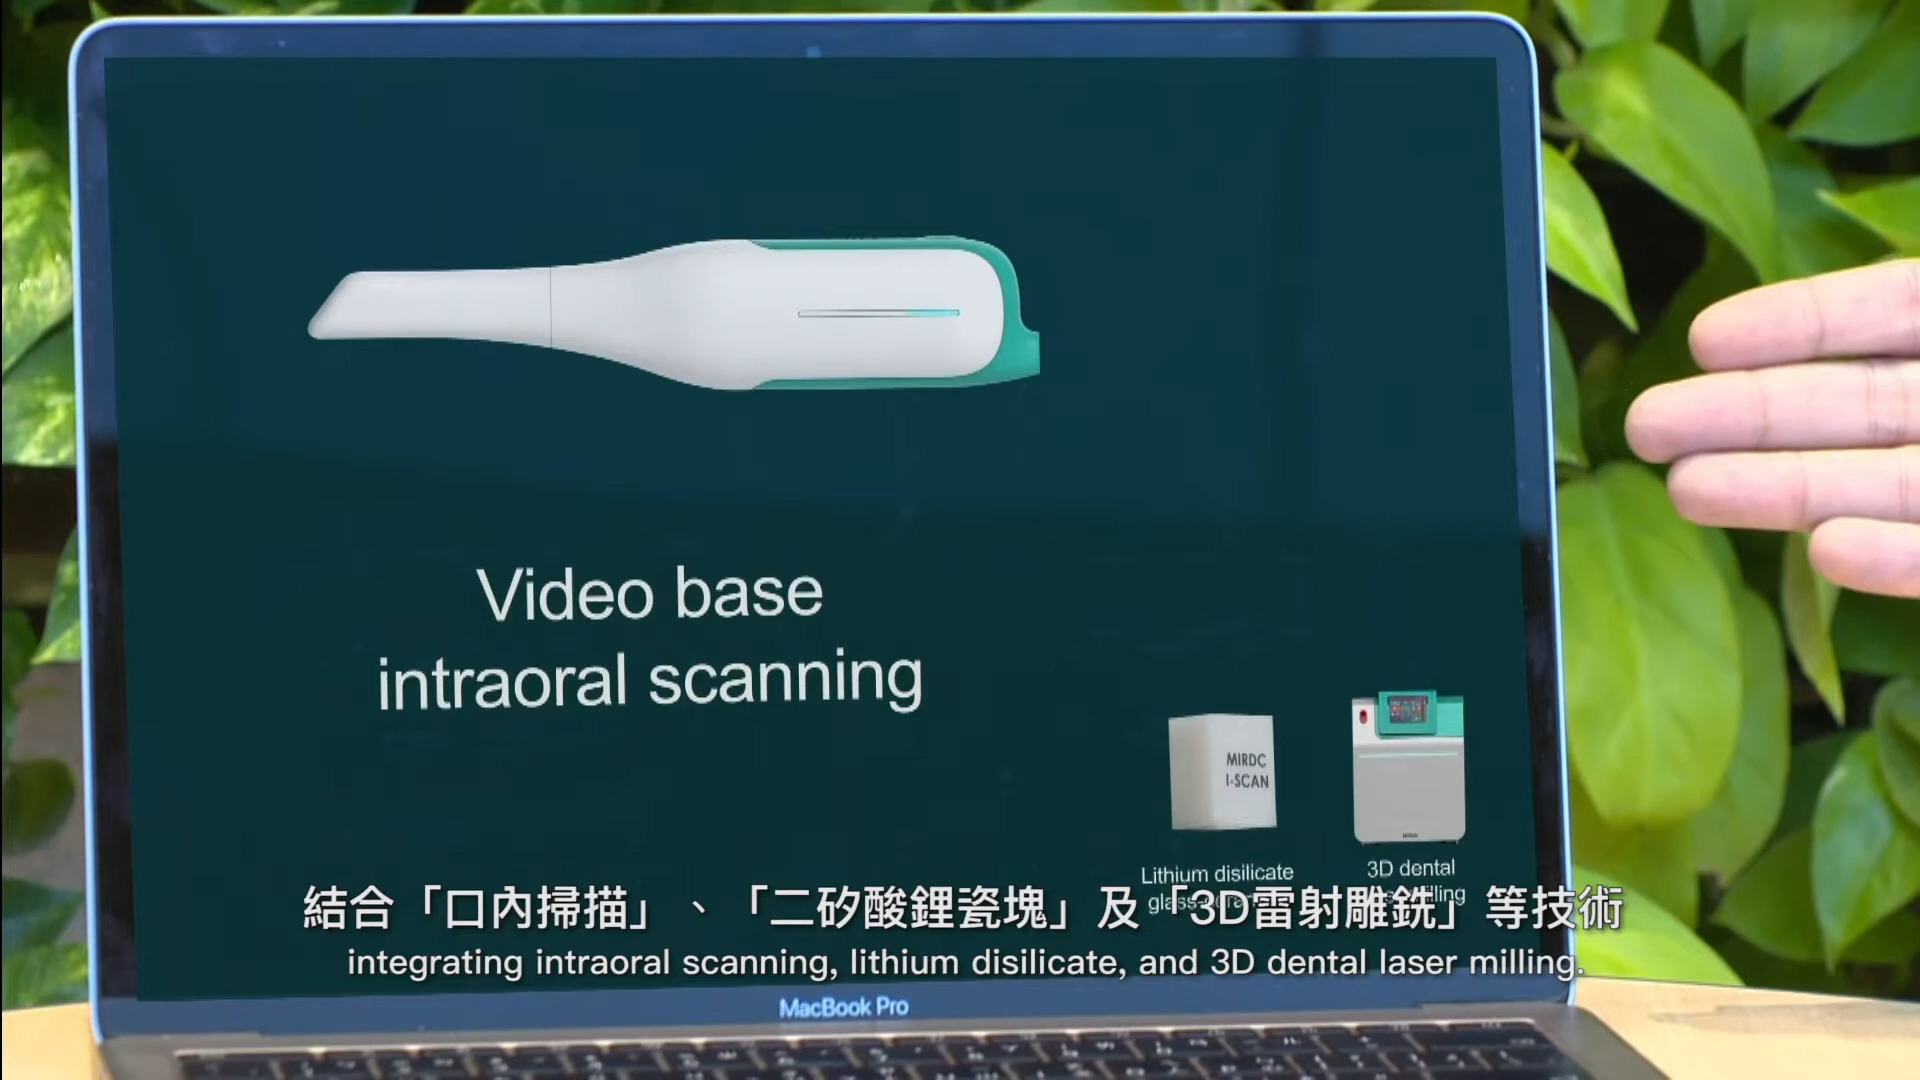 Video base
intraoral scanning
MIRDC
I-SCAN
Lithium disilicate
3D dental
結合「口內掃描」、「二矽酸鋰瓷塊」及「3D雷射雕銑」等技術
integrating intraoral scanning, lithium disilicate, and 3D dental laser milling.
MacBook Pro